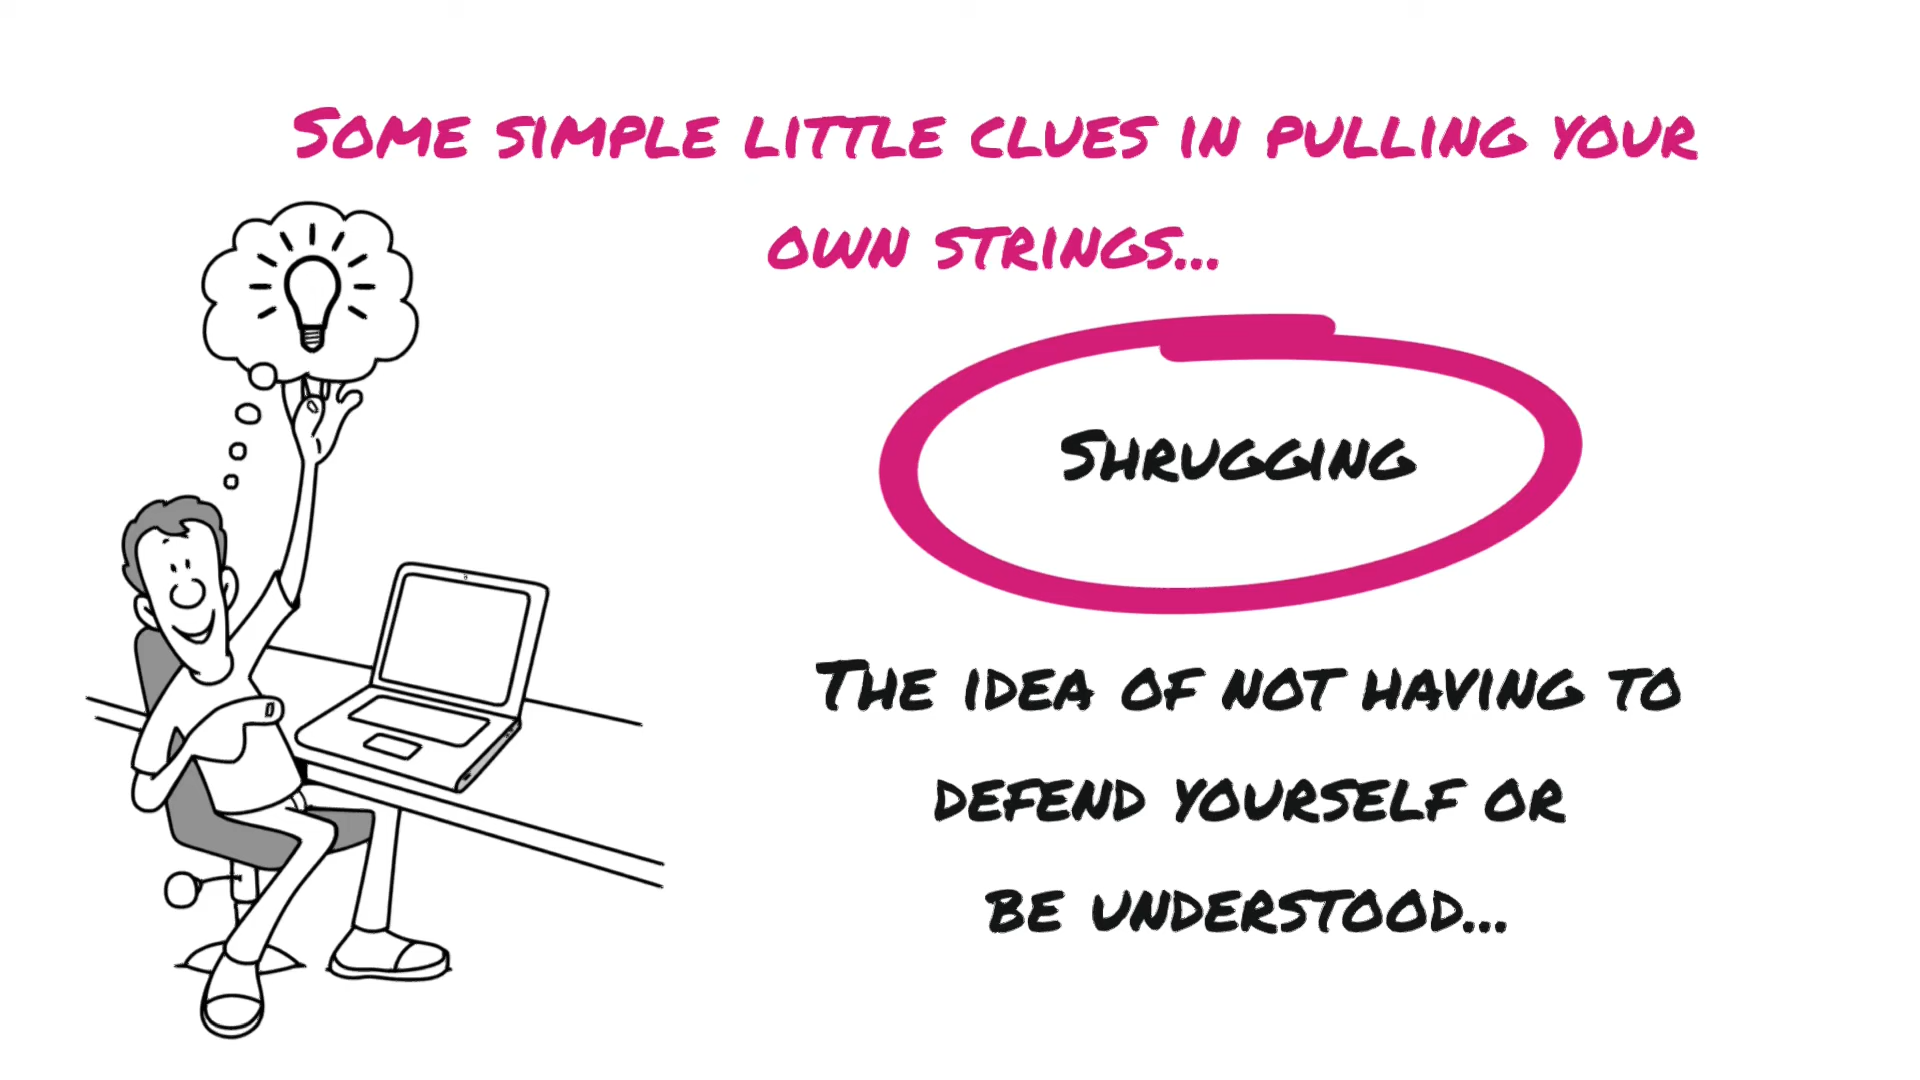 Some simple little clues in pulling your
own strings...
Shrugging
The idea of not having to
defend yourself or
be understood...